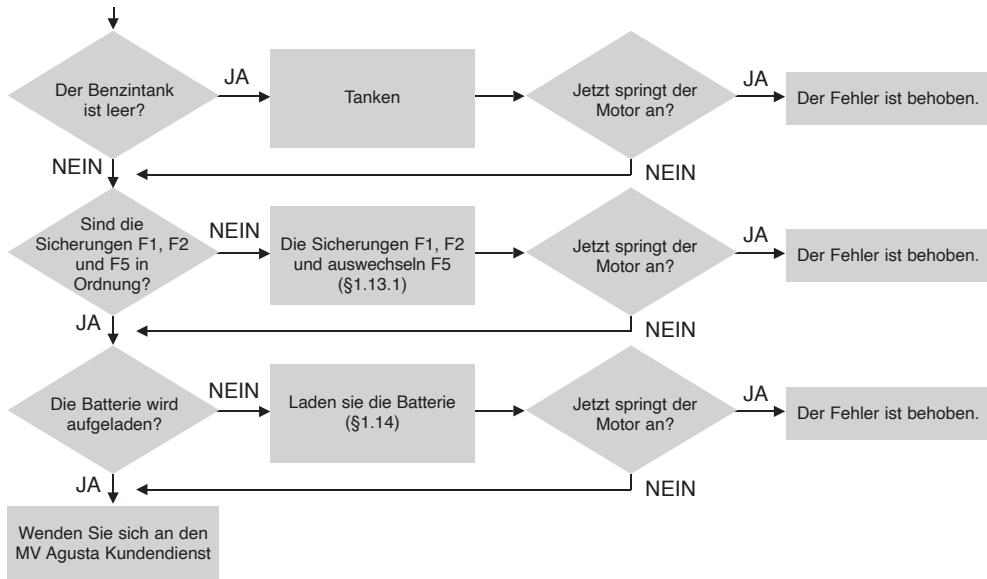 Der Benzintank
ist leer?
JA
Tanken
Jetzt springt der
Motor an?
JA
Der Fehler ist behoben.
NEIN
NEIN
Sind die
Sicherungen F1, F2
und F5 in
Ordnung?
NEIN
Die Sicherungen F1, F2
und auswechseln F5
(§1.13.1)
Jetzt springt der
Motor an?
JA
Der Fehler ist behoben.
JA
NEIN
Die Batterie wird
aufgeladen?
NEIN
Laden sie die Batterie
(§1.14)
Jetzt springt der
Motor an?
JA
Der Fehler ist behoben.
JA
NEIN
Wenden Sie sich an den
MV Agusta Kundendienst